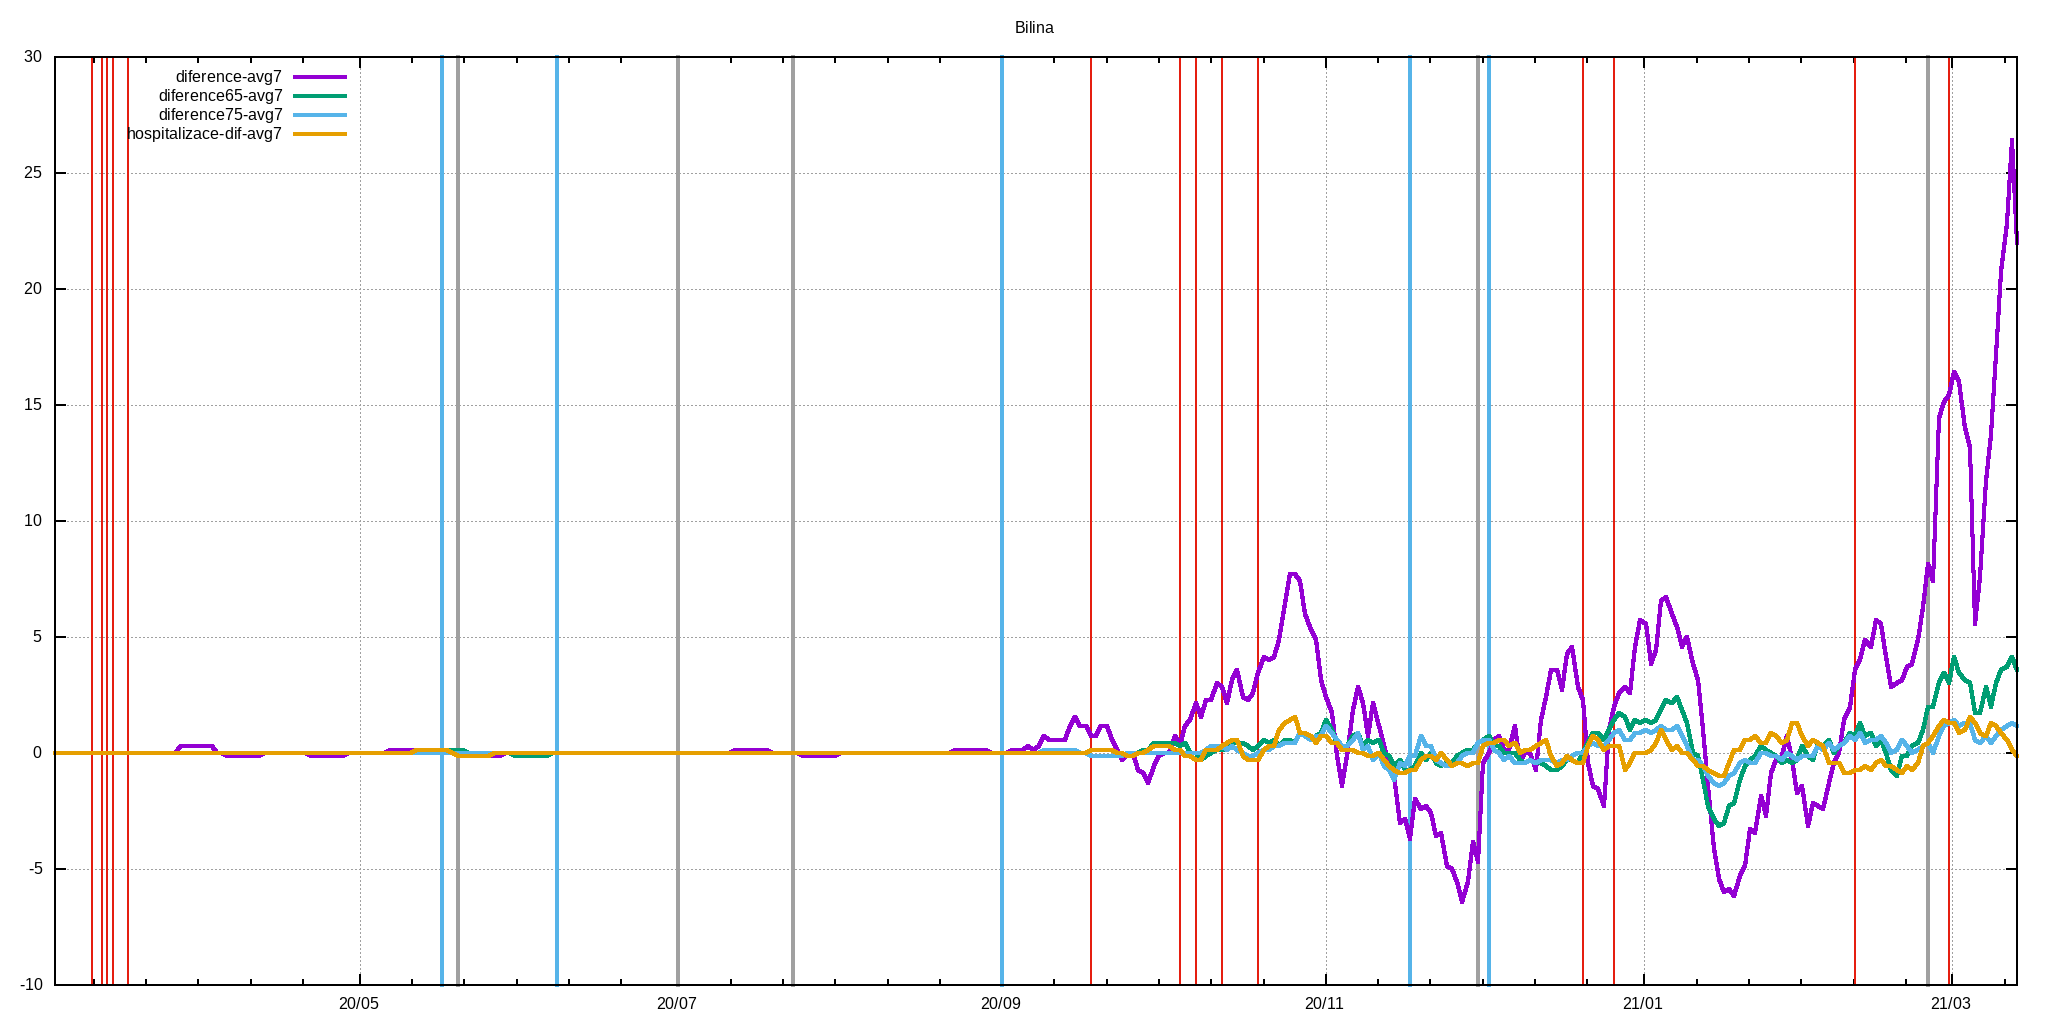 Bilina
30
diference-avg7
diference65-avg7
diference75-avg7
hospitalizace-dif-avg7
25
20
15
10
5
0
-5
-10
20/05 20/07 20/09 20/11 21/01 21/03